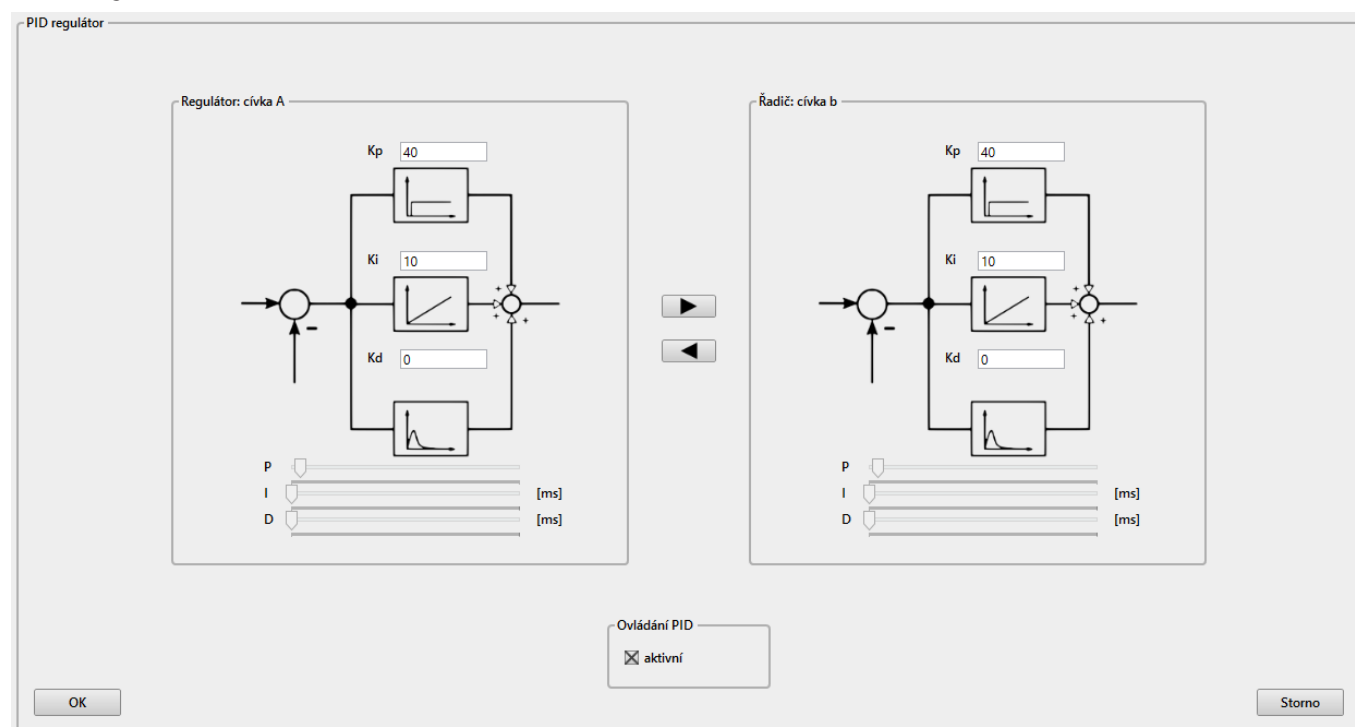 PID regulátor
Regulátor: cívka A
Kp 40
Ki 10
+
+
+
−
Kd 0
P
I [ms]
D [ms]
Řadič: cívka b
Kp 40
Ki 10
+
+
+
−
Kd 0
P
I [ms]
D [ms]
Ovládání PID
aktivní
OK
Storno